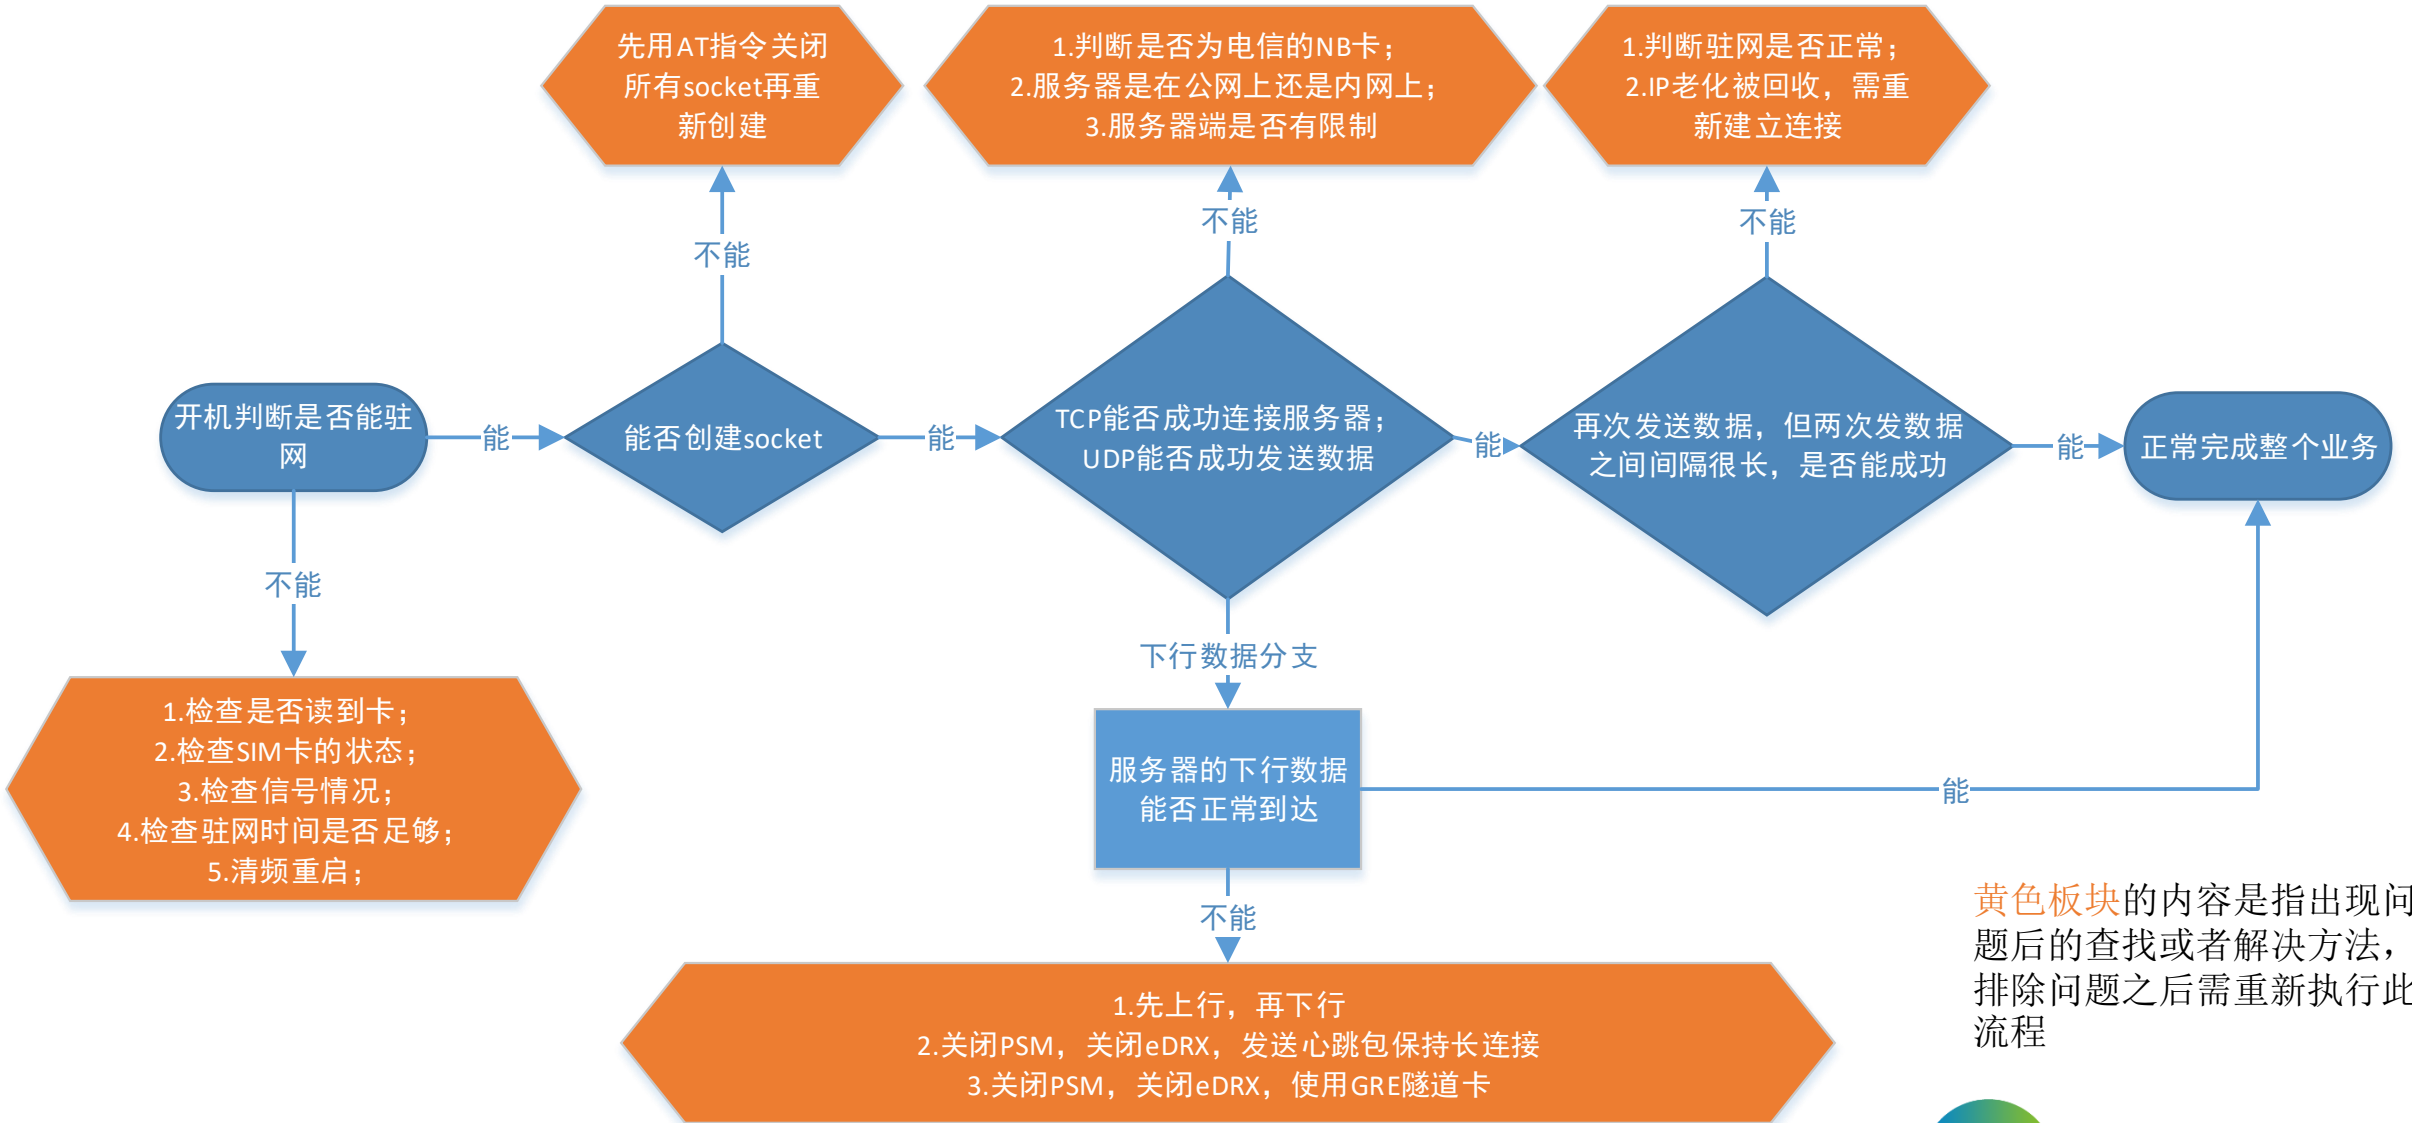 先用AT指令关闭
所有socket再重
新创建
1.判断是否为电信的NB卡；
2.服务器是在公网上还是内网上；
3.服务器端是否有限制
1.判断驻网是否正常；
2.IP老化被回收，需重
新建立连接
不能
不能
不能
开机判断是否能驻
网
能
能否创建socket
能
TCP能否成功连接服务器；
UDP能否成功发送数据
能
再次发送数据，但两次发数据
之间间隔很长，是否能成功
能
正常完成整个业务
不能
下行数据分支
1.检查是否读到卡；
2.检查SIM卡的状态；
3.检查信号情况；
4.检查驻网时间是否足够；
5.清频重启；
服务器的下行数据
能否正常到达
能
不能
1.先上行，再下行
2.关闭PSM，关闭eDRX，发送心跳包保持长连接
3.关闭PSM，关闭eDRX，使用GRE隧道卡
黄色板块的内容是指出现问
题后的查找或者解决方法，
排除问题之后需重新执行此
流程